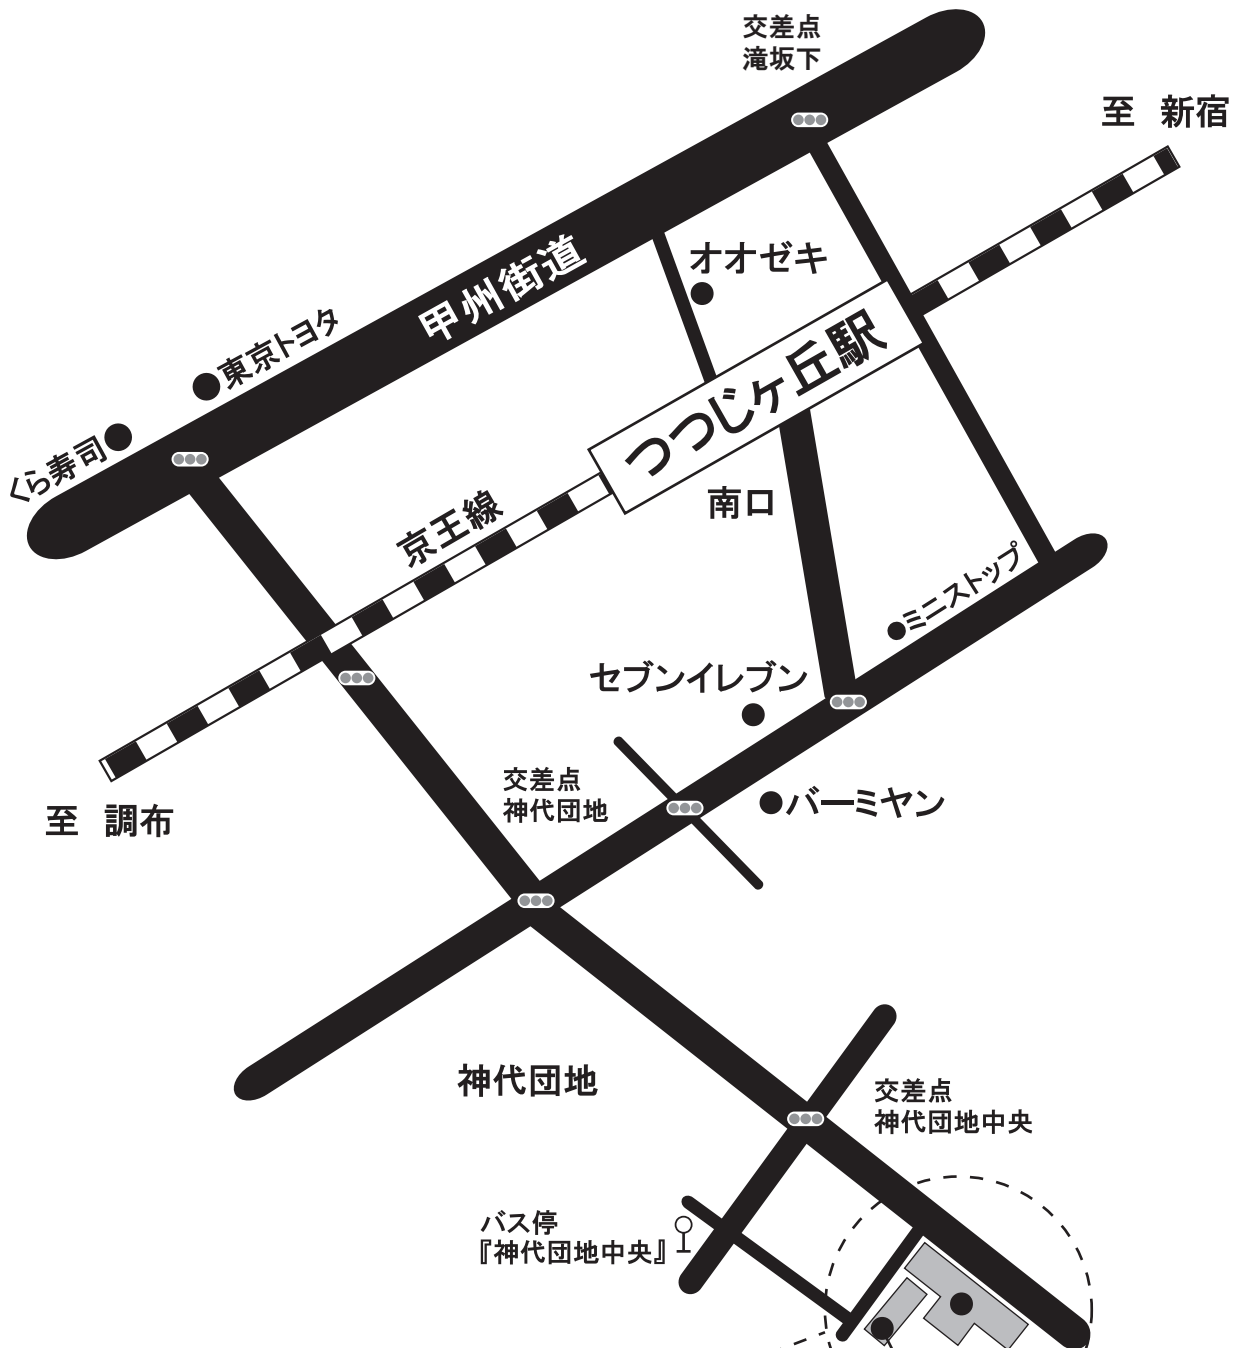 交差点
滝坂下
至 新宿
オオゼキ
甲州街道
東京トヨタ
くら寿司
つつじヶ丘駅
南口
京王線
ミニストップ
セブンイレブン
交差点
神代団地
バーミヤン
至 調布
神代団地
交差点
神代団地中央
バス停
『神代団地中央』